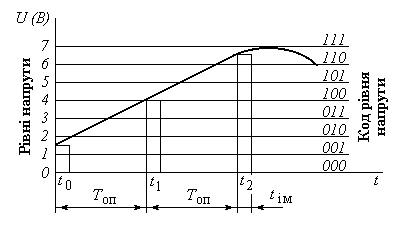 U (В)
Рівні напруги
7
6
5
4
3
2
1
0
111
110
101
100
011
010
001
000
Код рівня
напруги
t0 t1 t2 t
Tоп Tоп tім